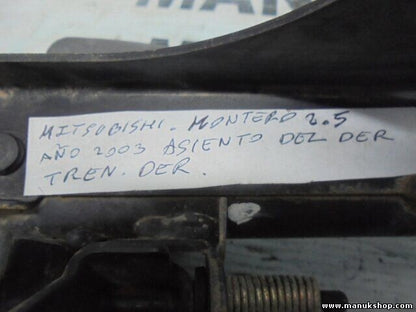 MITSUBISHI. MONTERO 2.5
AÑO 2003 ASIENTO DEL DER
TREN. DER.
www.manukshop.com